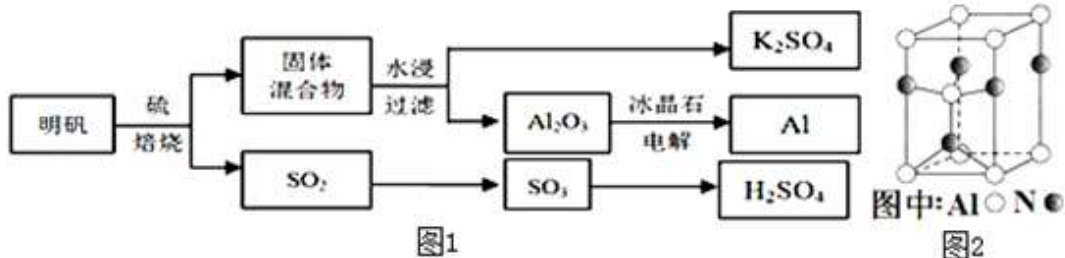 明矾
硫
焙烧
固体
混合物
水浸
过滤
K₂SO₄
Al₂O₃
冰晶石
电解
Al
SO₂
SO₃
H₂SO₄
图1
图中:Al N
图2